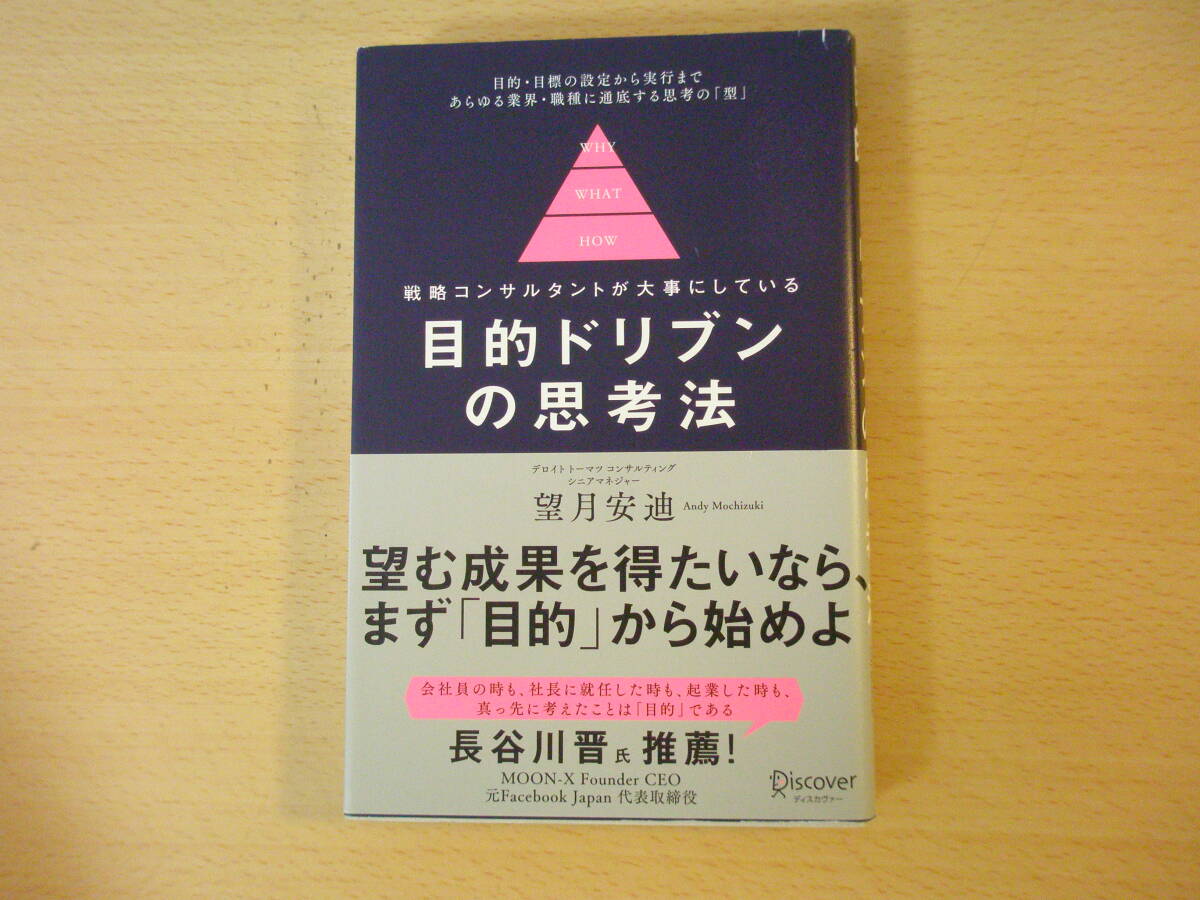 目的・目標の設定から実行まで
あらゆる業界・職種に通底する思考の「型」
WHY
WHAT
HOW
戦略コンサルタントが大事にしている
目的ドリブン
の思考法
デロイト トーマツ コンサルティング
シニアマネジャー
望月安迪 Andy Mochizuki
望む成果を得たいなら、
まず「目的」から始めよ
会社員の時も、社長に就任した時も、起業した時も、
真っ先に考えたことは「目的」である
長谷川晋氏 推薦!
MOON-X Founder CEO
元Facebook Japan 代表取締役
Discover
ディスカヴァー